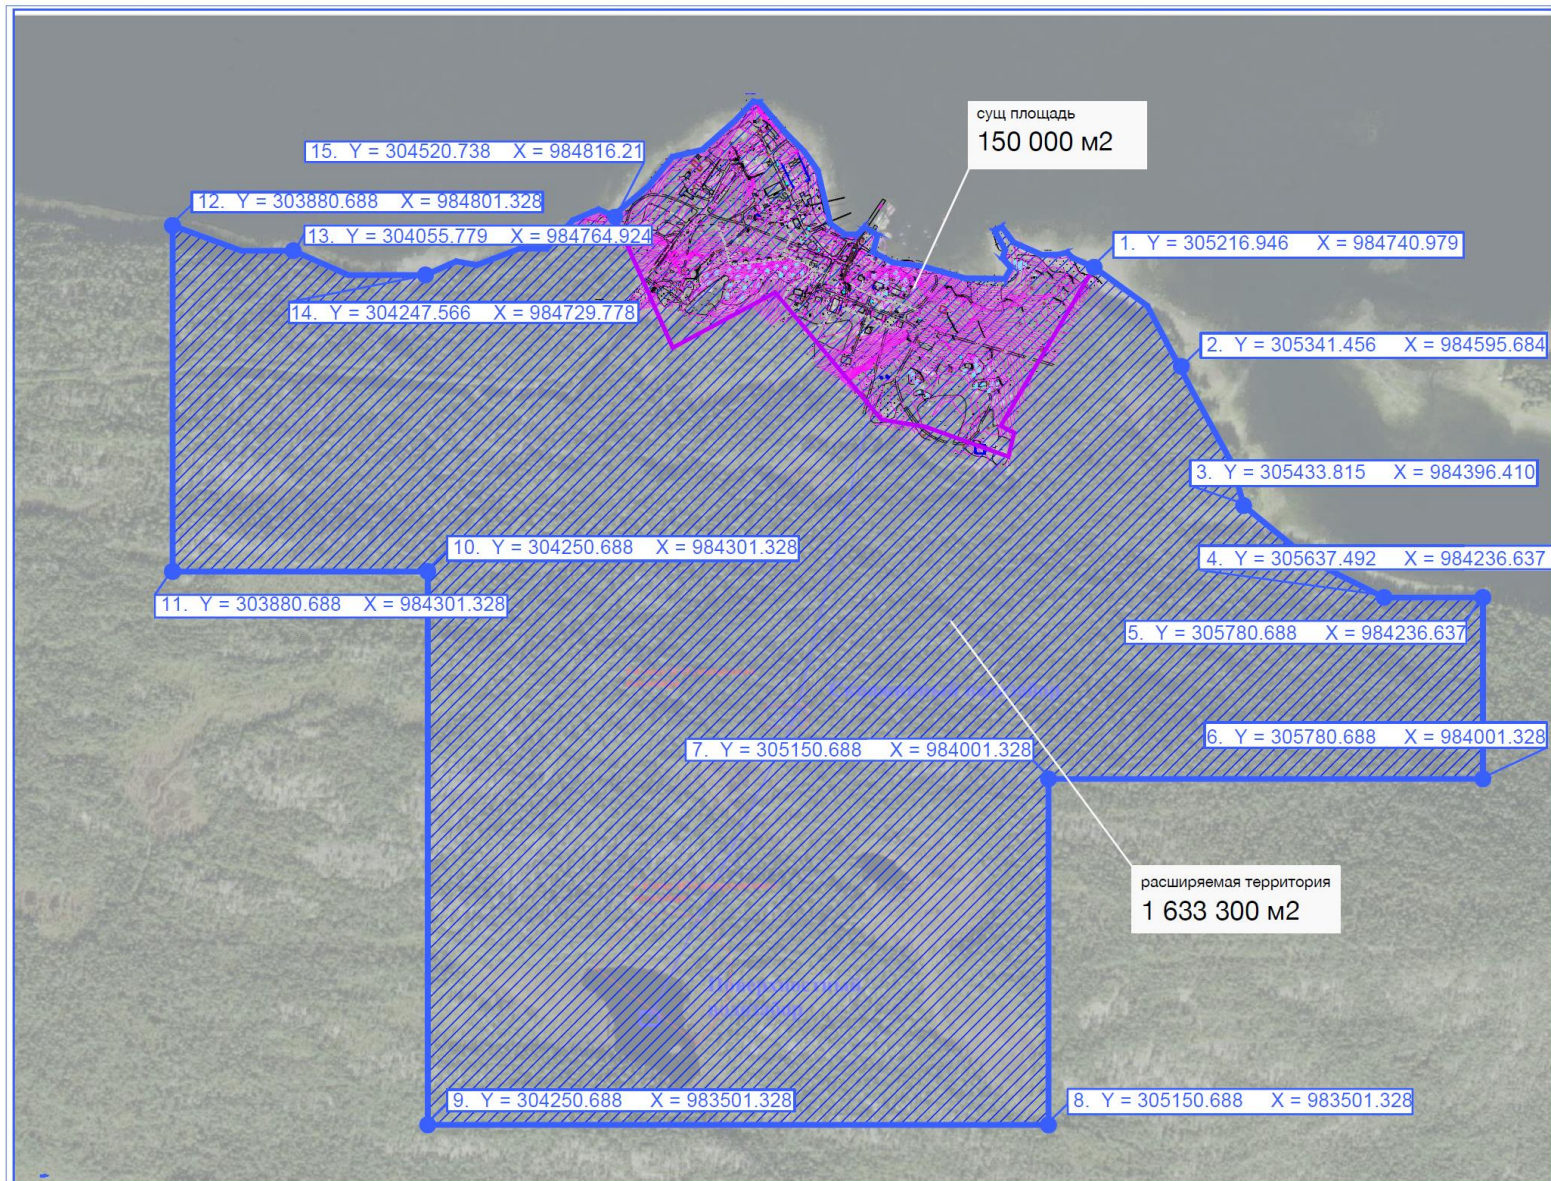 сущ площадь
150 000 м2
15. Y = 304520.738 X = 984816.21
12. Y = 303880.688 X = 984801.328
13. Y = 304055.779 X = 984764.924
1. Y = 305216.946 X = 984740.979
14. Y = 304247.566 X = 984729.778
2. Y = 305341.456 X = 984595.684
3. Y = 305433.815 X = 984396.410
10. Y = 304250.688 X = 984301.328
4. Y = 305637.492 X = 984236.637
11. Y = 303880.688 X = 984301.328
5. Y = 305780.688 X = 984236.637
6. Y = 305780.688 X = 984001.328
7. Y = 305150.688 X = 984001.328
расширяемая территория
1 633 300 м2
Поверхностный
водозабор
9. Y = 304250.688 X = 983501.328
8. Y = 305150.688 X = 983501.328